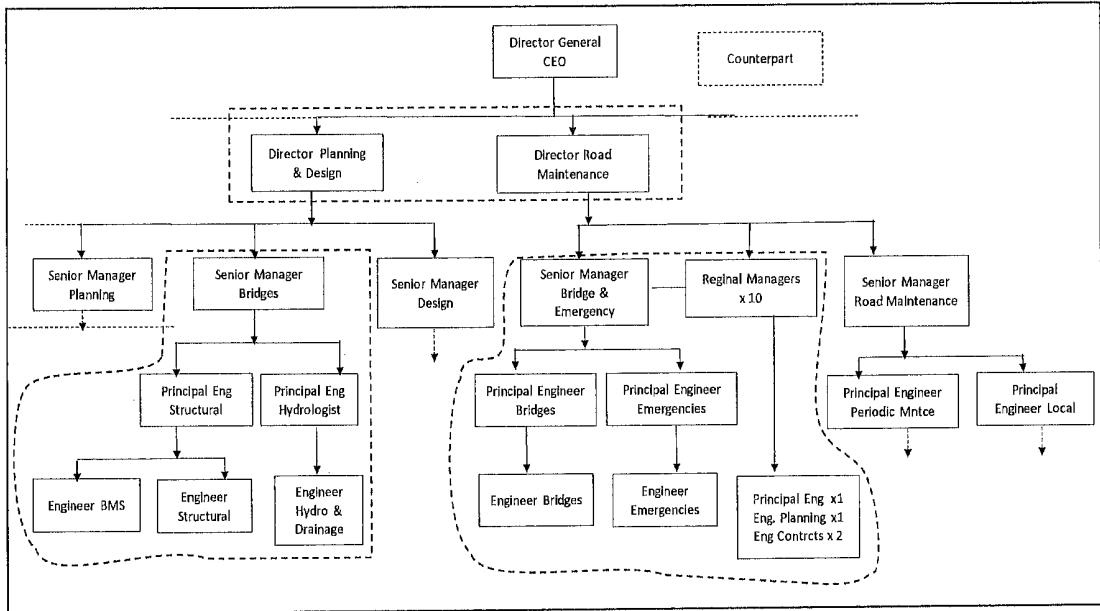 Director General
CEO
Counterpart
Director Planning
& Design
Director Road
Maintenance
Senior Manager
Planning
Senior Manager
Bridges
Senior Manager
Design
Senior Manager
Bridge &
Emergency
Reginal Managers
x 10
Senior Manager
Road Maintenance
Principal Eng
Structural
Principal Eng
Hydrologist
Principal Engineer
Bridges
Principal Engineer
Emergencies
Principal Engineer
Periodic Mntce
Principal
Engineer Local
Engineer BMS
Engineer
Structural
Engineer
Hydro &
Drainage
Engineer Bridges
Engineer
Emergencies
Principal Eng x1
Eng. Planning x1
Eng Contrcts x 2